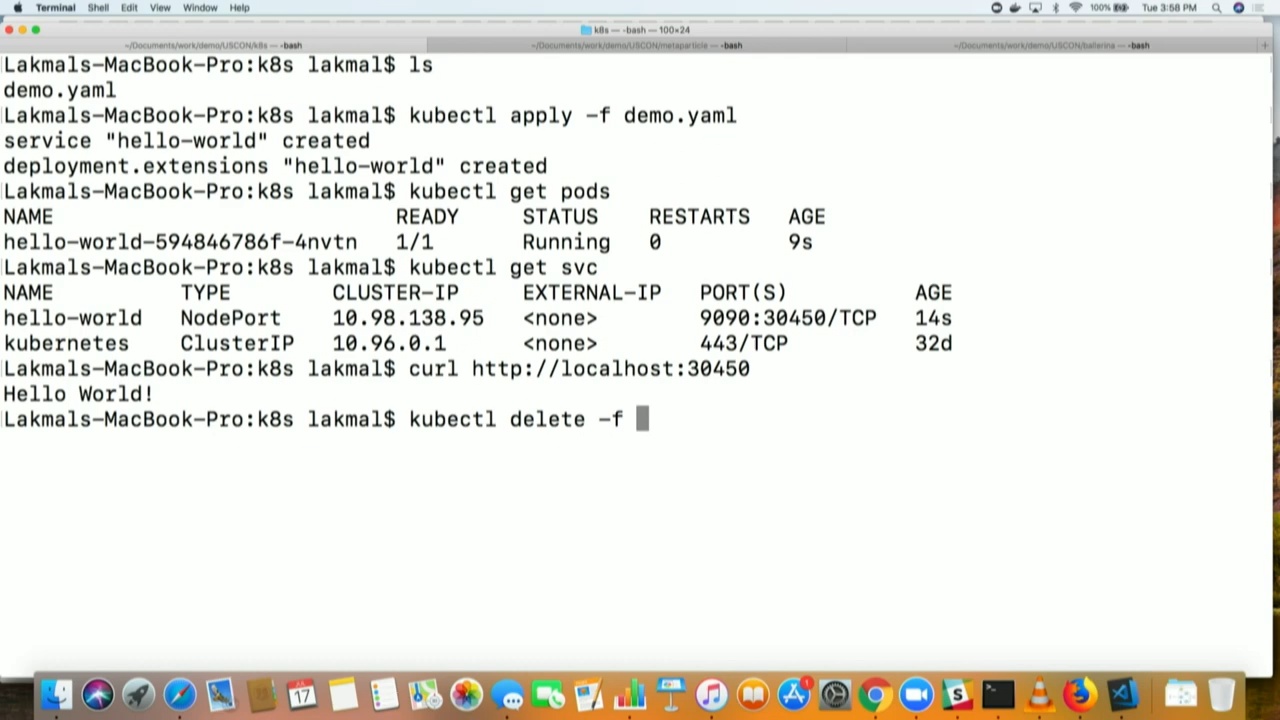 Terminal Shell Edit View Window Help 100% Tue 3:58 PM
k8s — -bash — 100×24
~/Documents/work/demo/USCON/k8s — -bash ~/Documents/work/demo/USCON/metaparticle — -bash ~/Documents/work/demo/USCON/ballerina — -bash
Lakmals-MacBook-Pro:k8s lakmal$ ls
demo.yaml
Lakmals-MacBook-Pro:k8s lakmal$ kubectl apply -f demo.yaml
service "hello-world" created
deployment.extensions "hello-world" created
Lakmals-MacBook-Pro:k8s lakmal$ kubectl get pods
NAME READY STATUS RESTARTS AGE
hello-world-594846786f-4nvtn 1/1 Running 0 9s
Lakmals-MacBook-Pro:k8s lakmal$ kubectl get svc
NAME TYPE CLUSTER-IP EXTERNAL-IP PORT(S) AGE
hello-world NodePort 10.98.138.95 <none> 9090:30450/TCP 14s
kubernetes ClusterIP 10.96.0.1 <none> 443/TCP 32d
Lakmals-MacBook-Pro:k8s lakmal$ curl http://localhost:30450
Hello World!
Lakmals-MacBook-Pro:k8s lakmal$ kubectl delete -f
17